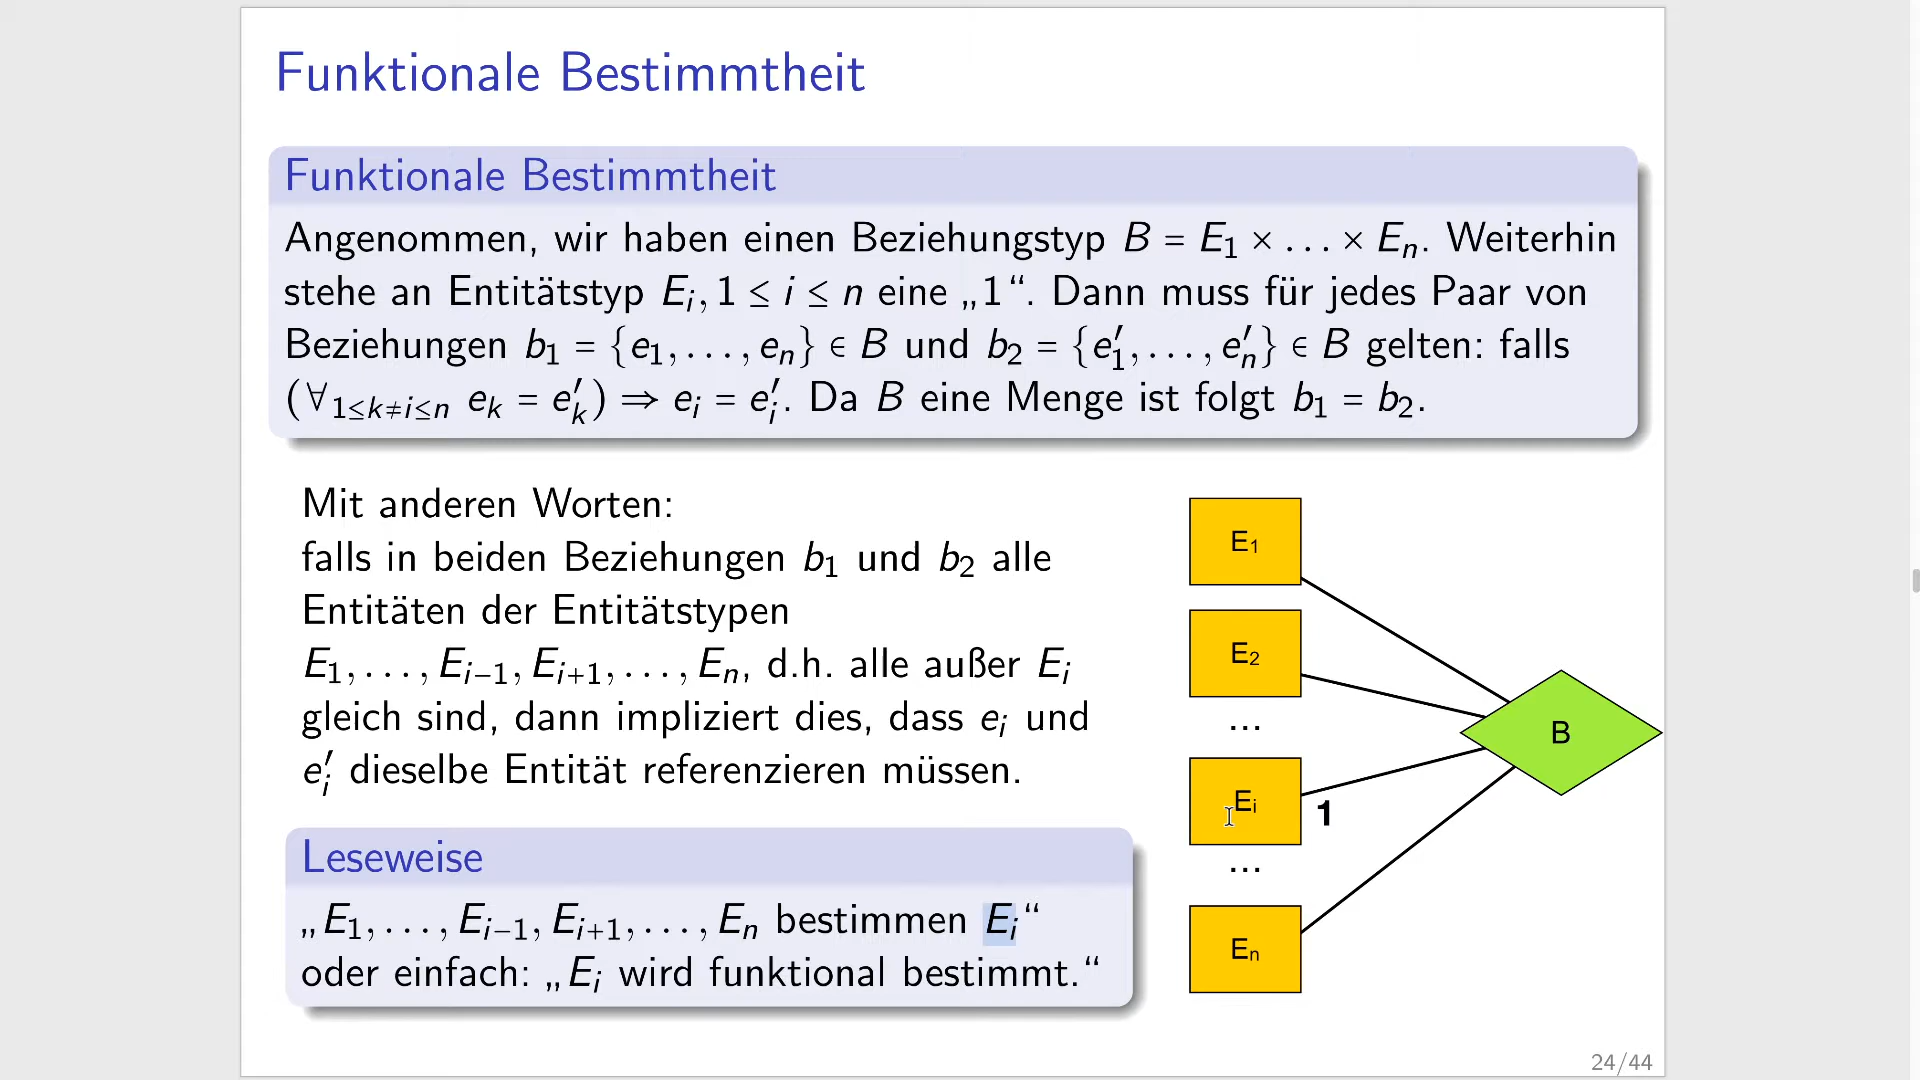 Funktionale Bestimmtheit
Funktionale Bestimmtheit
Angenommen, wir haben einen Beziehungstyp B = E₁ × … × Eₙ. Weiterhin
stehe an Entitätstyp Eᵢ, 1 ≤ i ≤ n eine „1“. Dann muss für jedes Paar von
Beziehungen b₁ = {e₁, …, eₙ} ∈ B und b₂ = {e′₁, …, e′ₙ} ∈ B gelten: falls
(∀₁≤k≠i≤n eₖ = e′ₖ) ⇒ eᵢ = e′ᵢ. Da B eine Menge ist folgt b₁ = b₂.
Mit anderen Worten:
falls in beiden Beziehungen b₁ und b₂ alle
Entitäten der Entitätstypen
E₁, …, Eᵢ₋₁, Eᵢ₊₁, …, Eₙ, d.h. alle außer Eᵢ
gleich sind, dann impliziert dies, dass eᵢ und
e′ᵢ dieselbe Entität referenzieren müssen.
Leseweise
„E₁, …, Eᵢ₋₁, Eᵢ₊₁, …, Eₙ bestimmen Eᵢ“
oder einfach: „Eᵢ wird funktional bestimmt.“
E₁
E₂
...
Eᵢ
1
...
Eₙ
B
24/44